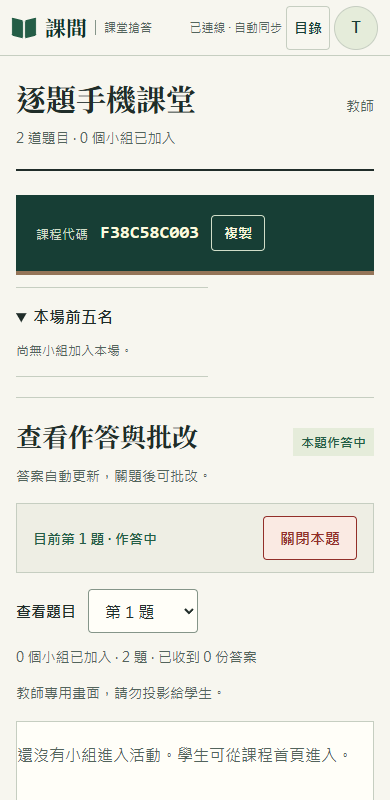 課間 課堂搶答 已連線 · 自動同步 目錄 T
逐題手機課堂 教師
2 道題目 · 0 個小組已加入
課程代碼 F38C58C003 複製
▼ 本場前五名
尚無小組加入本場。
查看作答與批改 本題作答中
答案自動更新，關題後可批改。
目前第 1 題 · 作答中 關閉本題
查看題目 第 1 題
0 個小組已加入 · 2 題 · 已收到 0 份答案
教師專用畫面，請勿投影給學生。
還沒有小組進入活動。學生可從課程首頁進入。